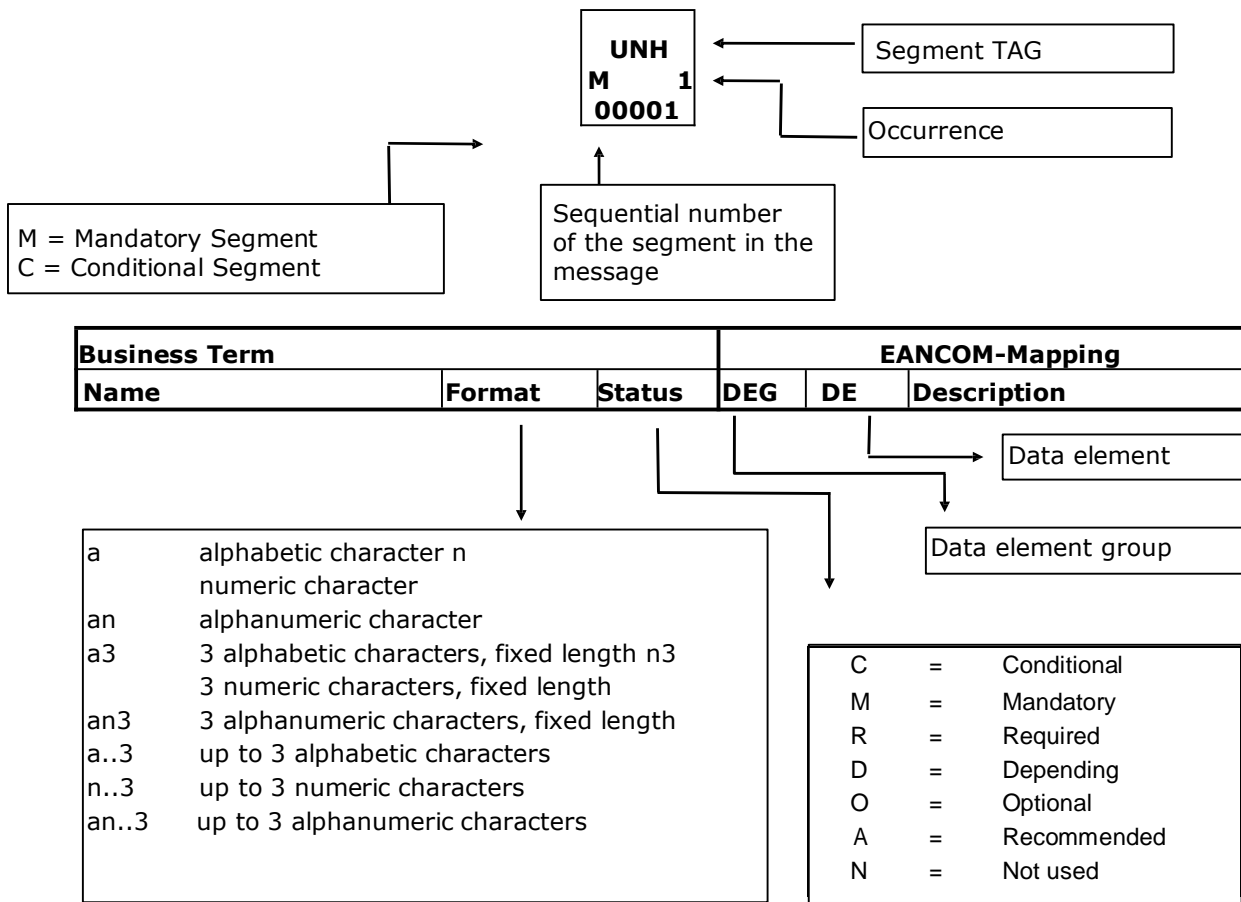 UNH
M 1
00001
Segment TAG
Occurrence
M = Mandatory Segment
C = Conditional Segment
Sequential number
of the segment in the
message
Business Term EANCOM-Mapping
Name Format Status DEG DE Description
Data element
Data element group
a alphabetic character n
numeric character
an alphanumeric character
a3 3 alphabetic characters, fixed length n3
3 numeric characters, fixed length
an3 3 alphanumeric characters, fixed length
a..3 up to 3 alphabetic characters
n..3 up to 3 numeric characters
an..3 up to 3 alphanumeric characters
C = Conditional
M = Mandatory
R = Required
D = Depending
O = Optional
A = Recommended
N = Not used